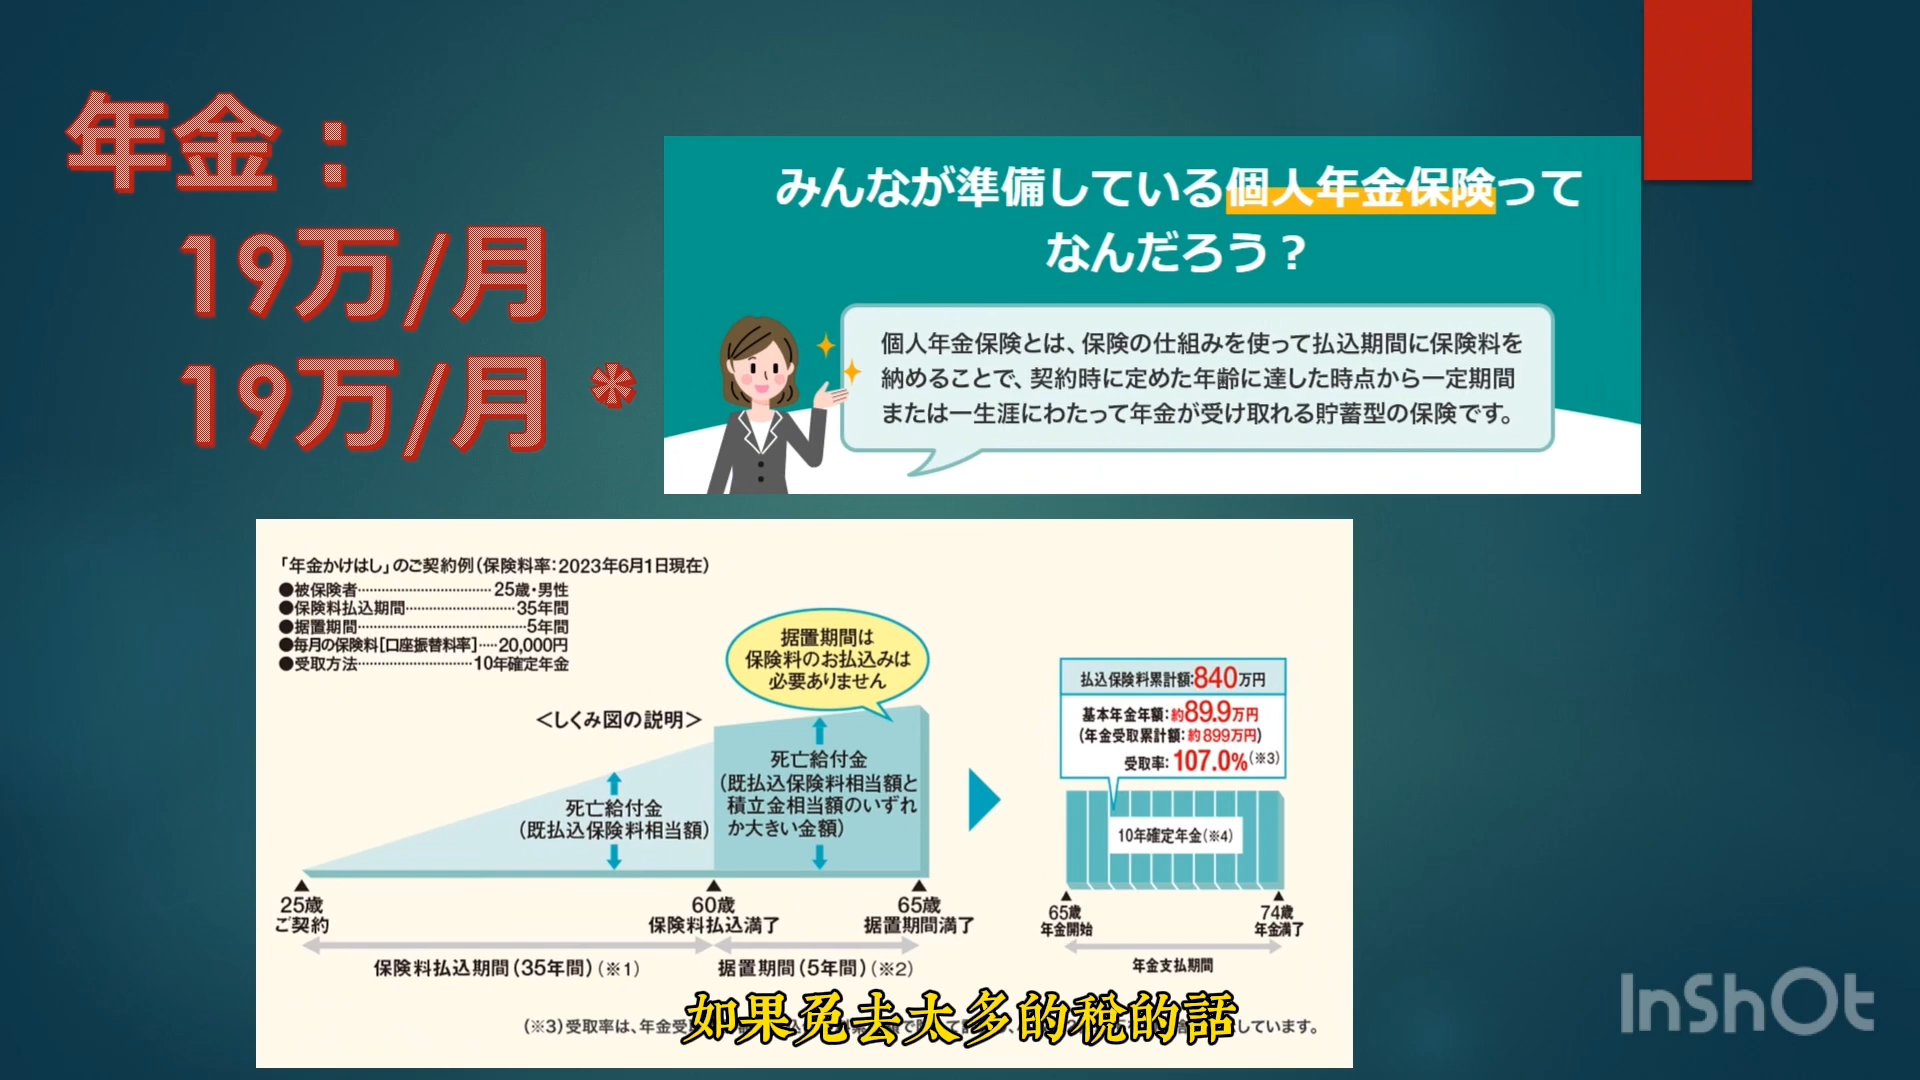 年金：
19万/月
19万/月 *
みんなが準備している個人年金保険って
なんだろう？
個人年金保険とは、保険の仕組みを使って払込期間に保険料を
納めることで、契約時に定めた年齢に達した時点から一定期間
または一生涯にわたって年金が受け取れる貯蓄型の保険です。
「年金かけはし」のご契約例（保険料率：2023年6月1日現在）
●被保険者 25歳・男性
●保険料払込期間 35年間
●据置期間 5年間
●毎月の保険料［口座振替料率］ 20,000円
●受取方法 10年確定年金
＜しくみ図の説明＞
据置期間は
保険料のお払込みは
必要ありません
死亡給付金
（既払込保険料相当額）
死亡給付金
（既払込保険料相当額と
積立金相当額のいずれ
か大きい金額）
払込保険料累計額:840万円
基本年金年額：約89.9万円
（年金受取累計額：約899万円）
受取率：107.0%（※3）
10年確定年金（※4）
25歳
ご契約
60歳
保険料払込満了
65歳
据置期間満了
65歳
年金開始
74歳
年金満了
保険料払込期間（35年間）（※1）
据置期間（5年間）（※2）
年金支払期間
（※3）受取率は、年金受
しています。
如果免去太多的稅的話
InShOt